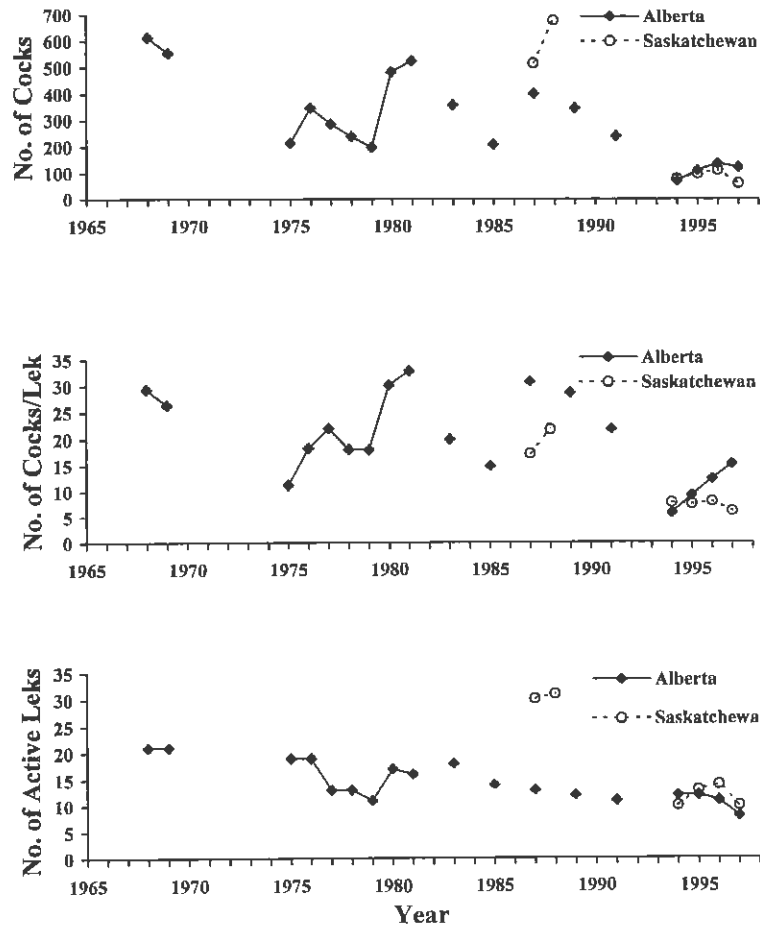 No. of Cocks
700
600
500
400
300
200
100
0
Alberta
Saskatchewan
1965 1970 1975 1980 1985 1990 1995
No. of Cocks/Lek
35
30
25
20
15
10
5
0
Alberta
Saskatchewan
1965 1970 1975 1980 1985 1990 1995
No. of Active Leks
35
30
25
20
15
10
5
0
Alberta
Saskatchewa
1965 1970 1975 1980 1985 1990 1995
Year